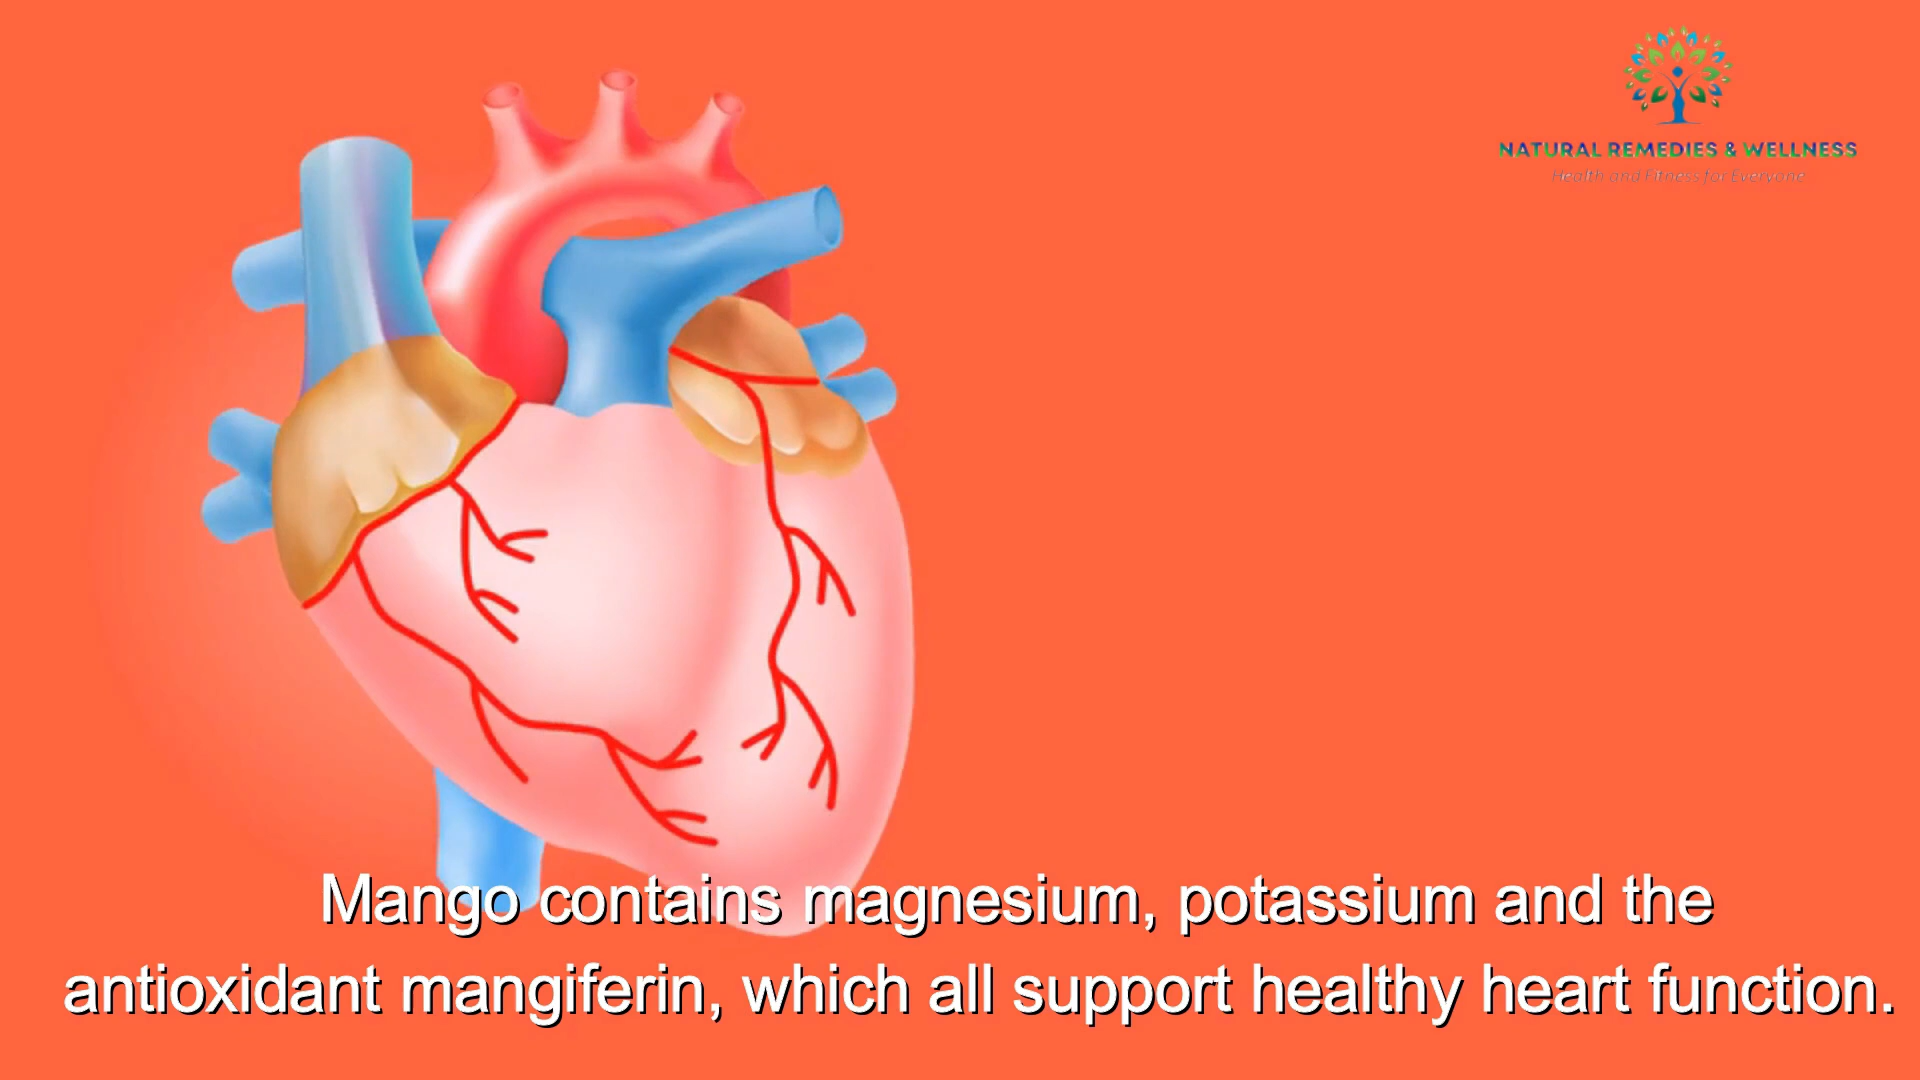 NATURAL REMEDIES & WELLNESS
Health and Fitness for Everyone
Mango contains magnesium, potassium and the
antioxidant mangiferin, which all support healthy heart function.